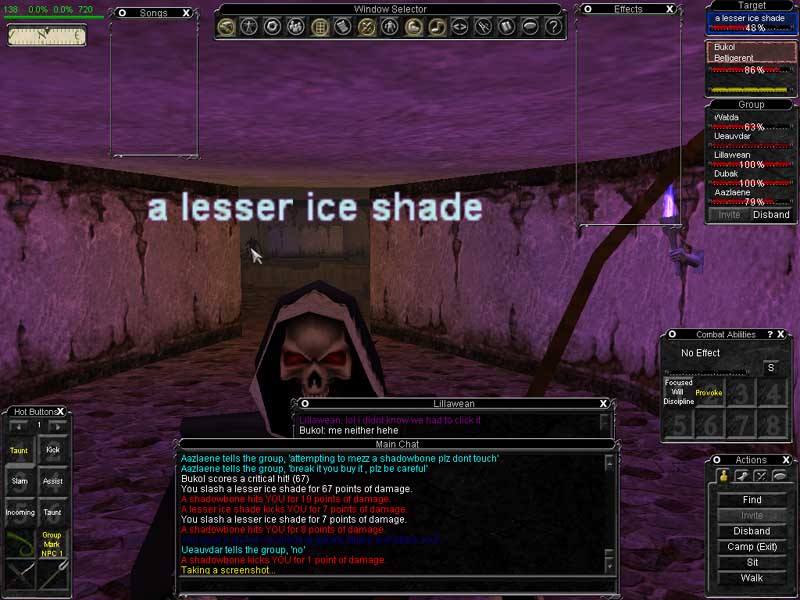 138 0.0% 0.0% 720
Songs
Window Selector
Effects
Target
a lesser ice shade
48%
Bukol
Belligerent
86%
Group
Watda
63%
Ueauvdar
Lillawean
100%
Dubak
100%
Aazlaene
79%
Invite Disband
a lesser ice shade
Combat Abilities
No Effect
S
Focused Will Discipline
Provoke
3 4
5 6 7 8
Hot Buttons
1
Taunt Kick
Slam Assist
Incoming Taunt
Group Mark NPC 1
Lillawean
Lillawean: lol i didnt know we had to click it
Bukol: me neither hehe
Main Chat
Aazlaene tells the group, 'attempting to mezz a shadowbone plz dont touch'
Aazlaene tells the group, 'break it you buy it , plz be careful'
Bukol scores a critical hit! (67)
You slash a lesser ice shade for 67 points of damage.
A shadowbone hits YOU for 19 points of damage.
A lesser ice shade kicks YOU for 7 points of damage.
You slash a lesser ice shade for 7 points of damage.
A shadowbone hits YOU for 8 points of damage.
Ueauvdar tells the group, 'no'
A shadowbone kicks YOU for 1 point of damage.
Taking a screenshot...
Actions
Find
Invite
Disband
Camp (Exit)
Sit
Walk